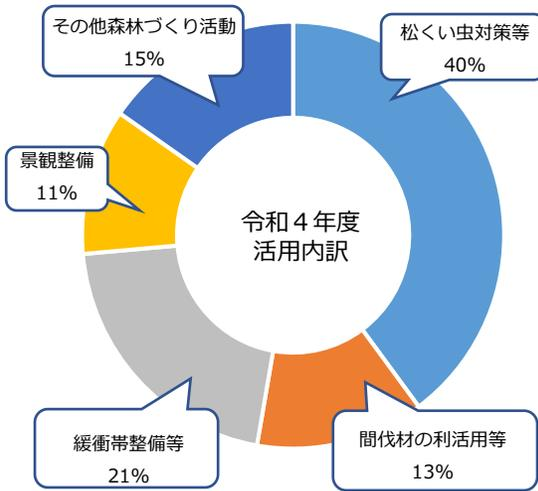 その他森林づくり活動
15%
松くい虫対策等
40%
景観整備
11%
令和４年度
活用内訳
緩衝帯整備等
21%
間伐材の利活用等
13%